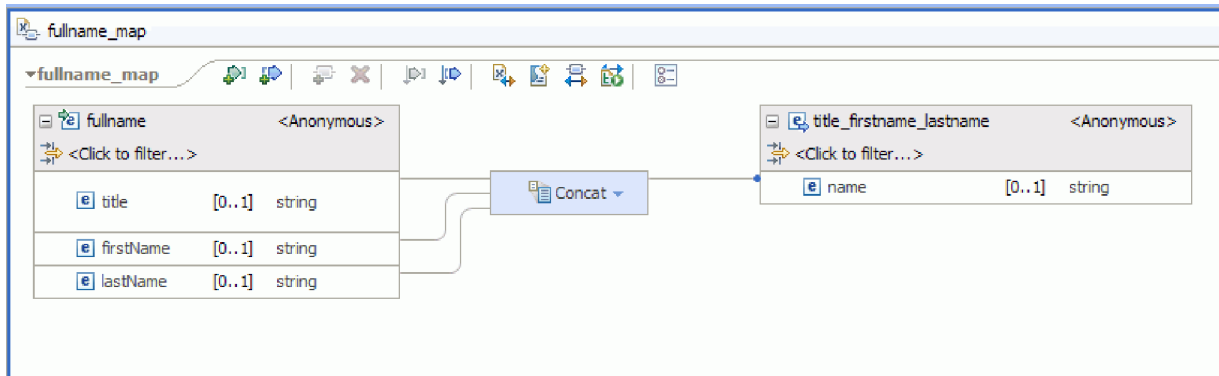 fullname_map
fullname_map
fullname <Anonymous>
<Click to filter...>
title [0..1] string
firstName [0..1] string
lastName [0..1] string
Concat
title_firstname_lastname <Anonymous>
<Click to filter...>
name [0..1] string